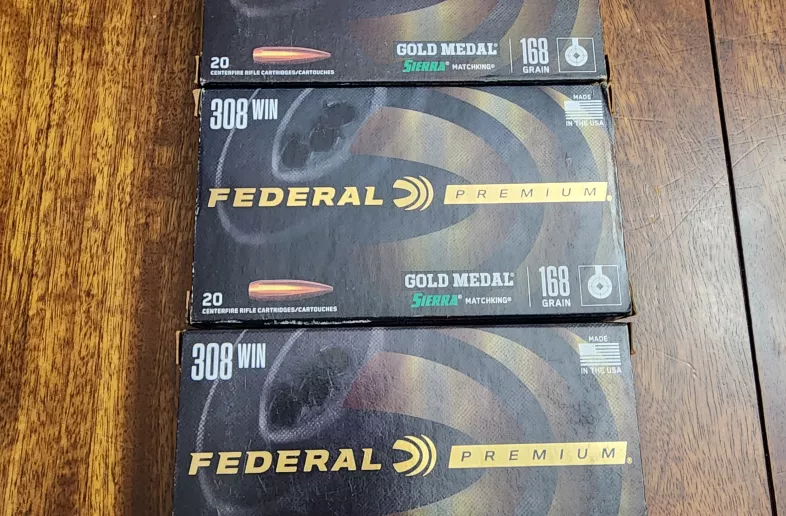 GOLD MEDAL®
SIERRA® MATCHKING®
168
GRAIN
20
CENTERFIRE RIFLE CARTRIDGES/CARTOUCHES
308 WIN
MADE
IN THE USA
FEDERAL PREMIUM®
GOLD MEDAL®
SIERRA® MATCHKING®
168
GRAIN
20
CENTERFIRE RIFLE CARTRIDGES/CARTOUCHES
308 WIN
MADE
IN THE USA
FEDERAL PREMIUM®